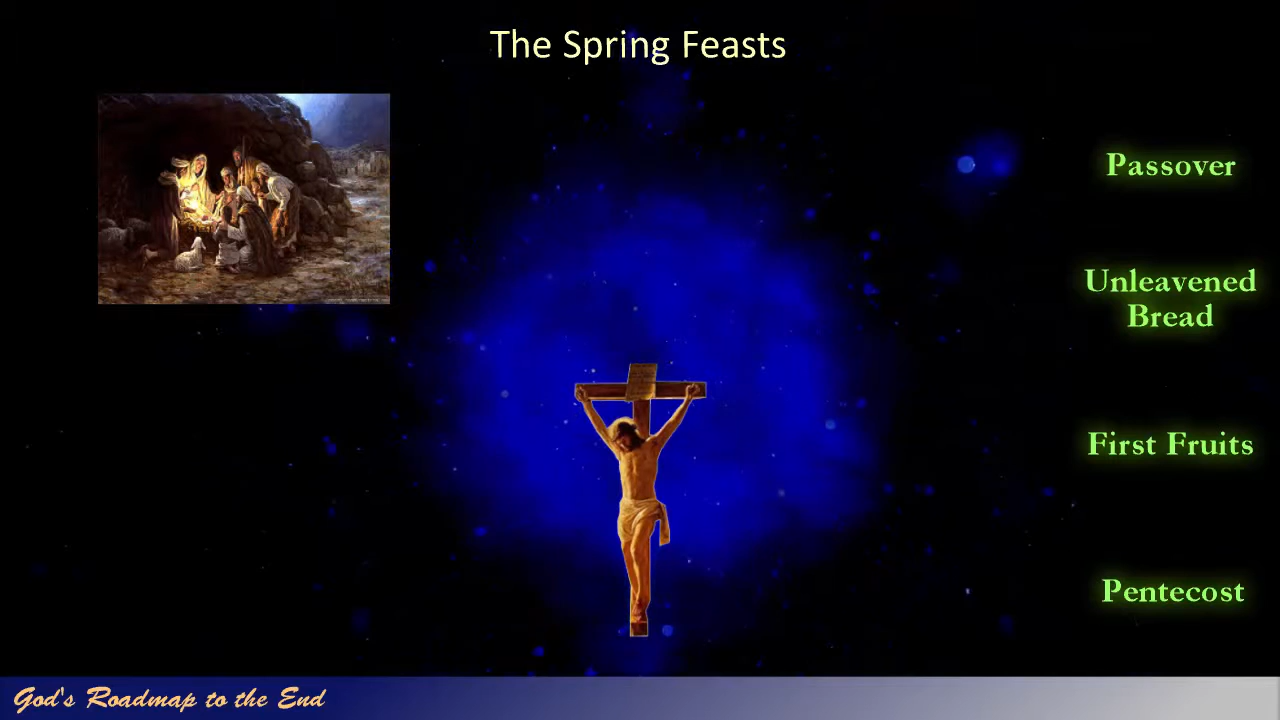 The Spring Feasts
Passover
Unleavened
Bread
First Fruits
Pentecost
God's Roadmap to the End